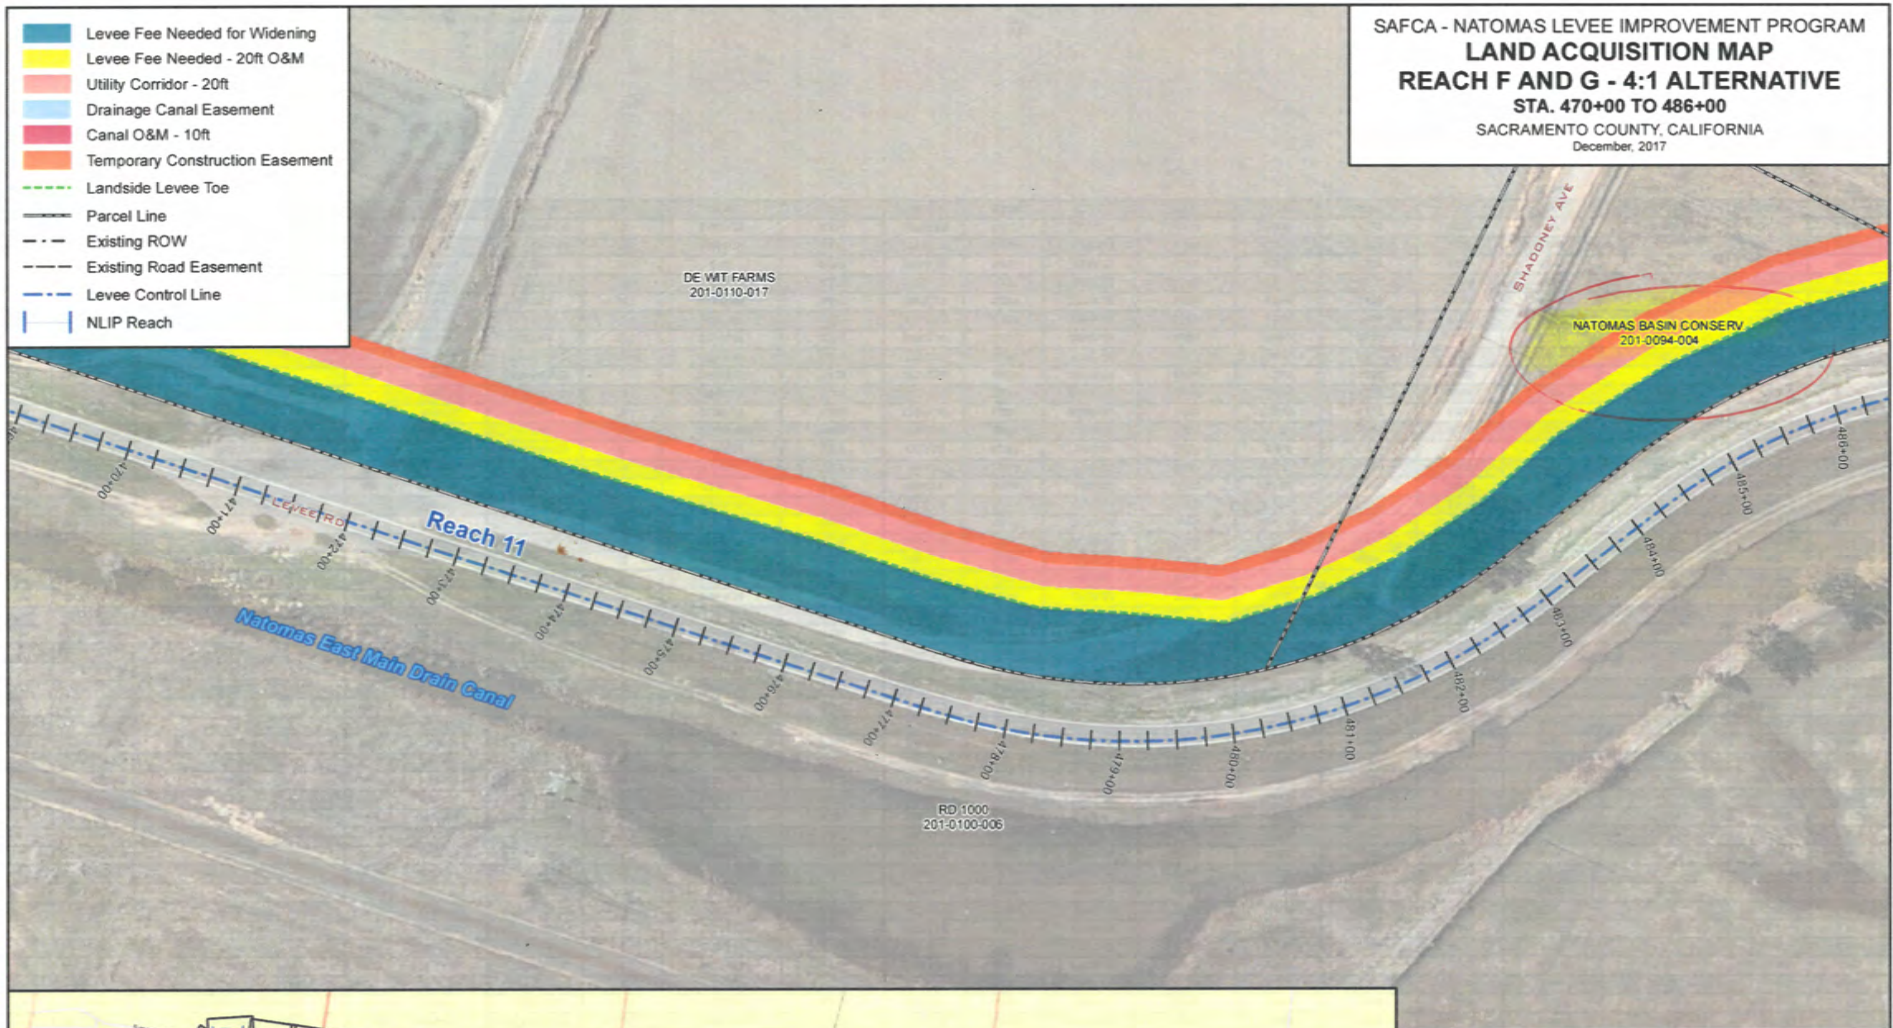 Levee Fee Needed for Widening
Levee Fee Needed - 20ft O&M
Utility Corridor - 20ft
Drainage Canal Easement
Canal O&M - 10ft
Temporary Construction Easement
Landside Levee Toe
Parcel Line
Existing ROW
Existing Road Easement
Levee Control Line
NLIP Reach
SAFCA - NATOMAS LEVEE IMPROVEMENT PROGRAM
LAND ACQUISITION MAP
REACH F AND G - 4:1 ALTERNATIVE
STA. 470+00 TO 486+00
SACRAMENTO COUNTY, CALIFORNIA
December, 2017
SHADONEY AVE
DE WIT FARMS
201-0110-017
NATOMAS BASIN CONSERV
201-0094-004
470+00
471+00
LEVEE RD
472+00
Reach 11
473+00
474+00
475+00
476+00
477+00
478+00
479+00
480+00
481+00
482+00
483+00
484+00
485+00
486+00
Natomas East Main Drain Canal
RD 1000
201-0100-006